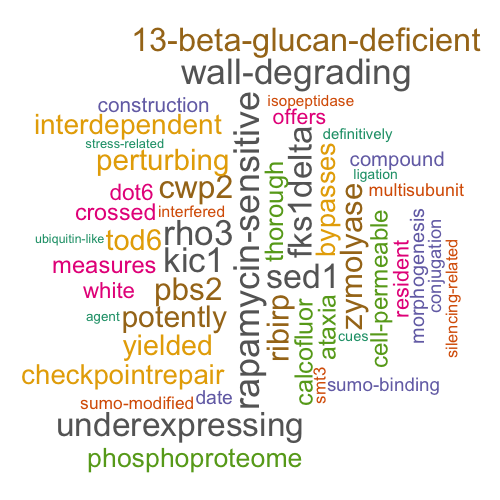 13-beta-glucan-deficient
wall-degrading
construction
isopeptidase
interdependent
offers
stress-related
definitively
perturbing
compound
ligation
dot6
cwp2
multisubunit
crossed
interfered
rapamycin-sensitive
thorough
fks1delta
bypasses
zymolyase
cell-permeable
resident
morphogenesis
conjugation
silencing-related
ubiquitin-like
tod6
rho3
measures
kic1
sed1
white
pbs2
agent
potently
ribirp
calcofluor
ataxia
cues
yielded
checkpointrepair
smt3
sumo-binding
sumo-modified
date
underexpressing
phosphoproteome